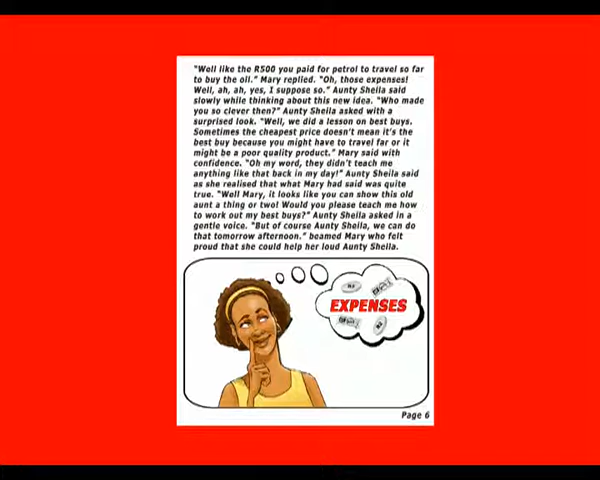 "Well like the R500 you paid for petrol to travel so far
to buy the oil." Mary replied. "Oh, those expenses!
Well, ah, ah, yes, I suppose so." Aunty Sheila said
slowly while thinking about this new idea. "Who made
you so clever then?" Aunty Sheila asked with a
surprised look. "Well, we did a lesson on best buys.
Sometimes the cheapest price doesn't mean it's the
best buy because you might have to travel far or it
might be a poor quality product." Mary said with
confidence. "Oh my word, they didn't teach me
anything like that back in my day!" Aunty Sheila said
as she realised that what Mary had said was quite
true. "Well Mary, it looks like you can show this old
aunt a thing or two! Would you please teach me how
to work out my best buys?" Aunty Sheila asked in a
gentle voice. "But of course Aunty Sheila, we can do
that tomorrow afternoon." beamed Mary who felt
proud that she could help her loud Aunty Sheila.
EXPENSES
Page 6